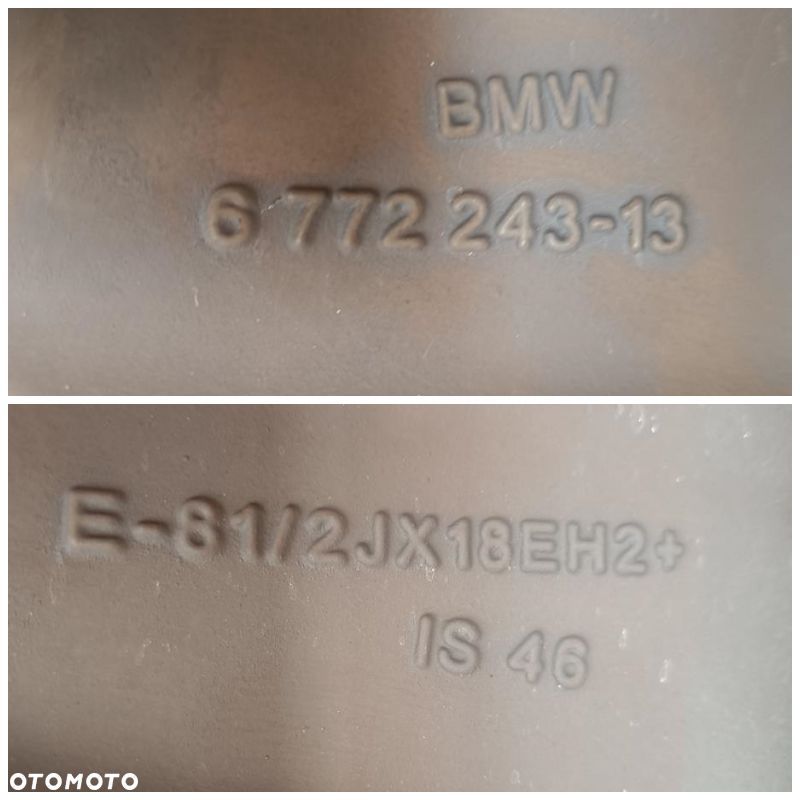 BMW
6 772 243-13
E-81/2JX18EH2+
IS 46
OTOMOTO